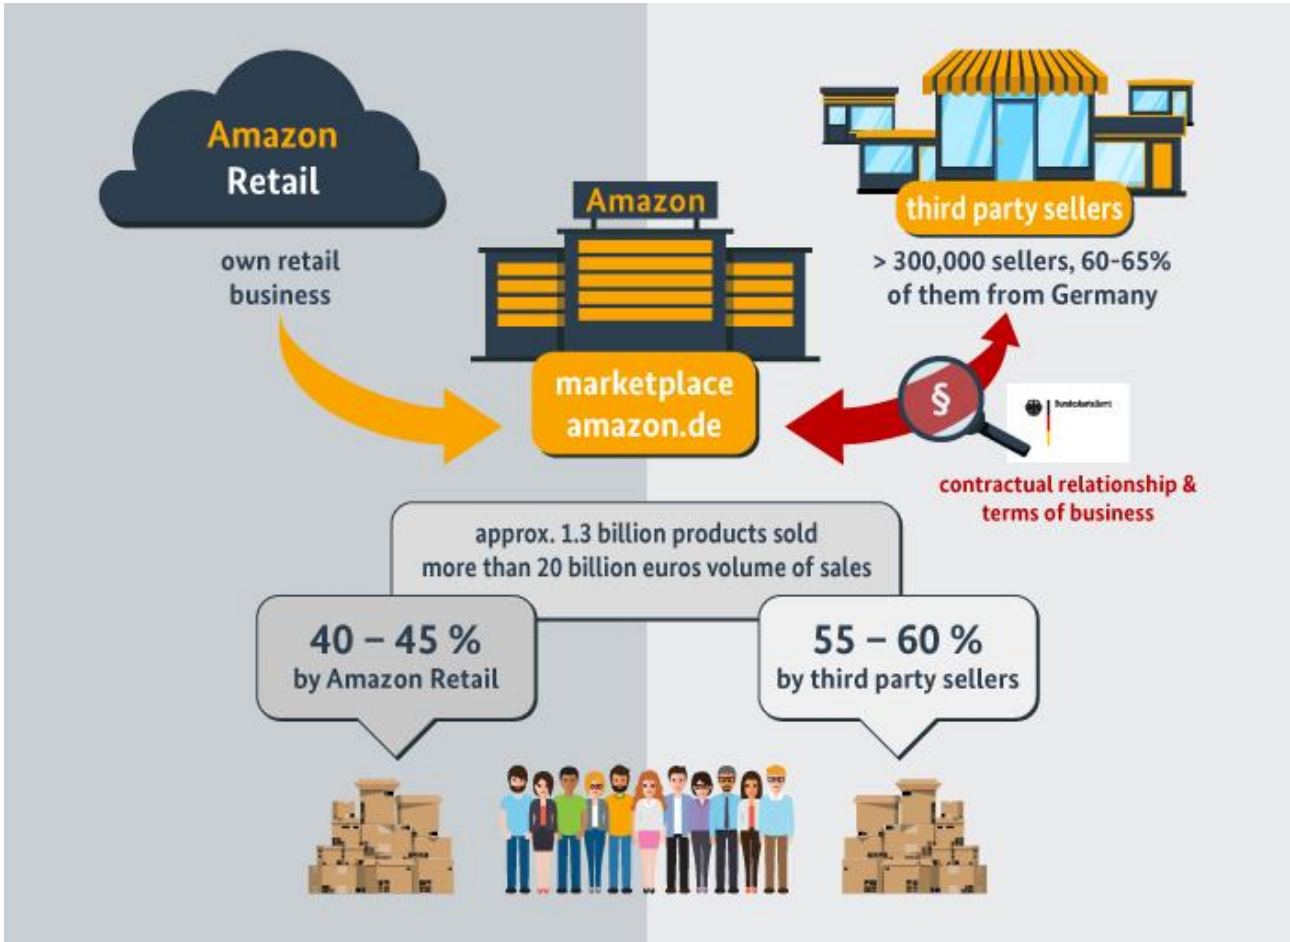 Amazon
Retail
own retail
business
Amazon
marketplace
amazon.de
third party sellers
> 300,000 sellers, 60-65%
of them from Germany
§
Bundeskartellamt
contractual relationship &
terms of business
approx. 1.3 billion products sold
more than 20 billion euros volume of sales
40 – 45 %
by Amazon Retail
55 – 60 %
by third party sellers